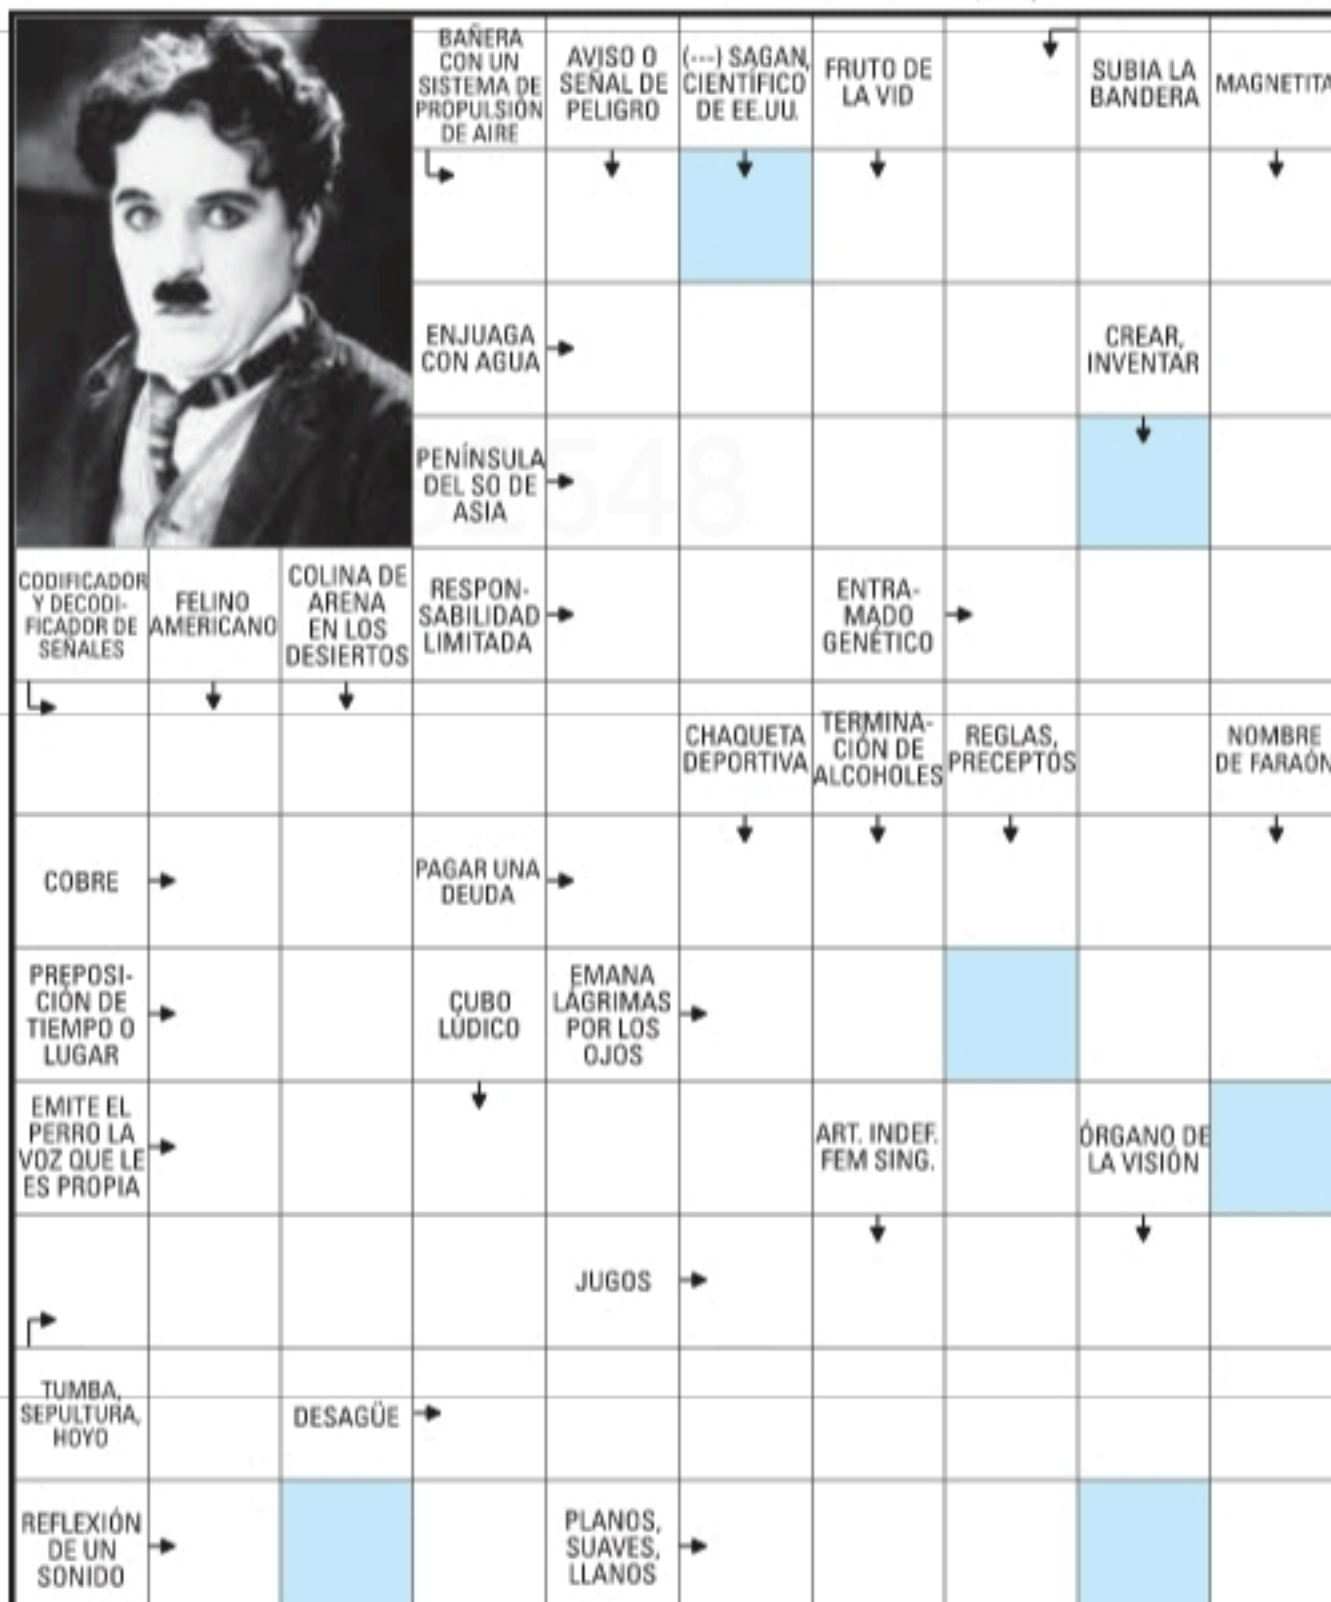 BAÑERA
CON UN
SISTEMA DE
PROPULSIÓN
DE AIRE
AVISO O
SEÑAL DE
PELIGRO
(---) SAGAN,
CIENTÍFICO
DE EE.UU.
FRUTO DE
LA VID
SUBIA LA
BANDERA
MAGNETITA
ENJUAGA
CON AGUA
CREAR,
INVENTAR
PENÍNSULA
DEL SO DE
ASIA
CODIFICADOR
Y DECODI-
FICADOR DE
SEÑALES
FELINO
AMERICANO
COLINA DE
ARENA
EN LOS
DESIERTOS
RESPON-
SABILIDAD
LIMITADA
ENTRA-
MADO
GENÉTICO
CHAQUETA
DEPORTIVA
TERMINA-
CIÓN DE
ALCOHOLES
REGLAS,
PRECEPTOS
NOMBRE
DE FARAÓN
COBRE
PAGAR UNA
DEUDA
PREPOSI-
CIÓN DE
TIEMPO O
LUGAR
CUBO
LÚDICO
EMANA
LÁGRIMAS
POR LOS
OJOS
EMITE EL
PERRO LA
VOZ QUE LE
ES PROPIA
ART. INDEF.
FEM SING.
ÓRGANO DE
LA VISIÓN
JUGOS
TUMBA,
SEPULTURA,
HOYO
DESAGÜE
REFLEXIÓN
DE UN
SONIDO
PLANOS,
SUAVES,
LLANOS